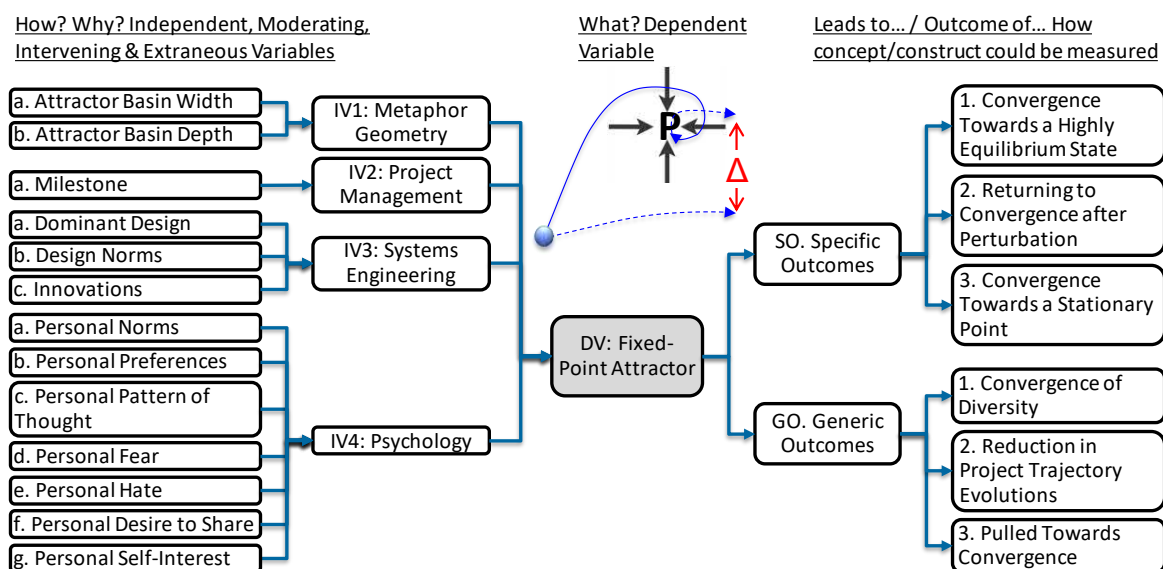 How? Why? Independent, Moderating,
Intervening & Extraneous Variables
What? Dependent
Variable
Leads to... / Outcome of... How
concept/construct could be measured
a. Attractor Basin Width
b. Attractor Basin Depth
IV1: Metaphor
Geometry
a. Milestone
IV2: Project
Management
a. Dominant Design
b. Design Norms
c. Innovations
IV3: Systems
Engineering
a. Personal Norms
b. Personal Preferences
c. Personal Pattern of
Thought
d. Personal Fear
e. Personal Hate
f. Personal Desire to Share
g. Personal Self-Interest
IV4: Psychology
P
Δ
DV: Fixed-
Point Attractor
SO. Specific
Outcomes
1. Convergence
Towards a Highly
Equilibrium State
2. Returning to
Convergence after
Perturbation
3. Convergence
Towards a Stationary
Point
GO. Generic
Outcomes
1. Convergence of
Diversity
2. Reduction in
Project Trajectory
Evolutions
3. Pulled Towards
Convergence